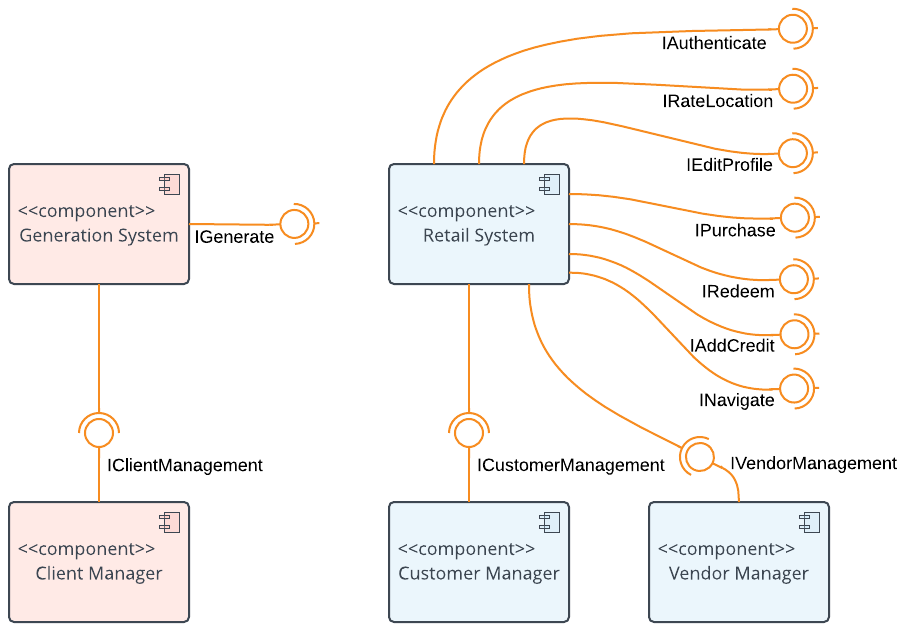 IAuthenticate
IRateLocation
IEditProfile
<<component>>
Generation System
IGenerate
<<component>>
Retail System
IPurchase
IRedeem
IAddCredit
INavigate
IClientManagement
ICustomerManagement
IVendorManagement
<<component>>
Client Manager
<<component>>
Customer Manager
<<component>>
Vendor Manager